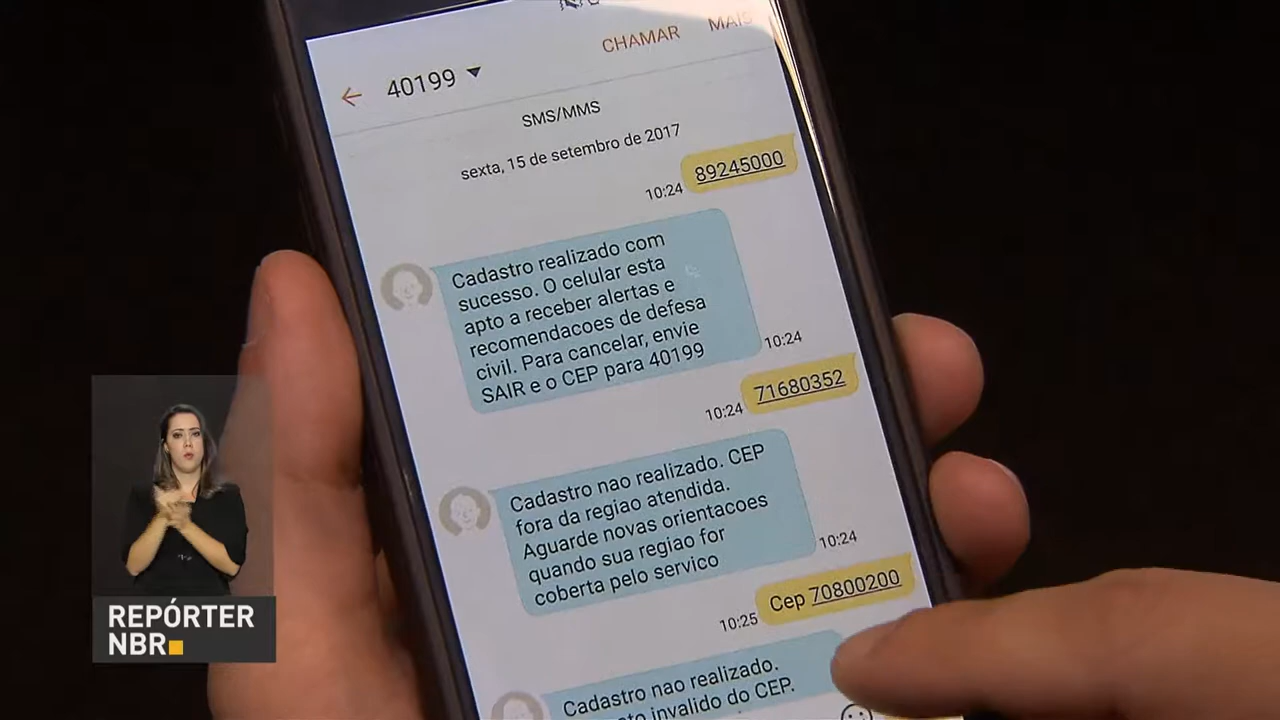 CHAMAR MAIS
40199
SMS/MMS
sexta, 15 de setembro de 2017
89245000
10:24
Cadastro realizado com
sucesso. O celular esta
apto a receber alertas e
recomendacoes de defesa
civil. Para cancelar, envie
SAIR e o CEP para 40199
10:24
71680352
10:24
Cadastro nao realizado. CEP
fora da regiao atendida.
Aguarde novas orientacoes
quando sua regiao for
coberta pelo servico
10:24
Cep 70800200
10:25
Cadastro nao realizado.
invalido do CEP.
REPÓRTER
NBR